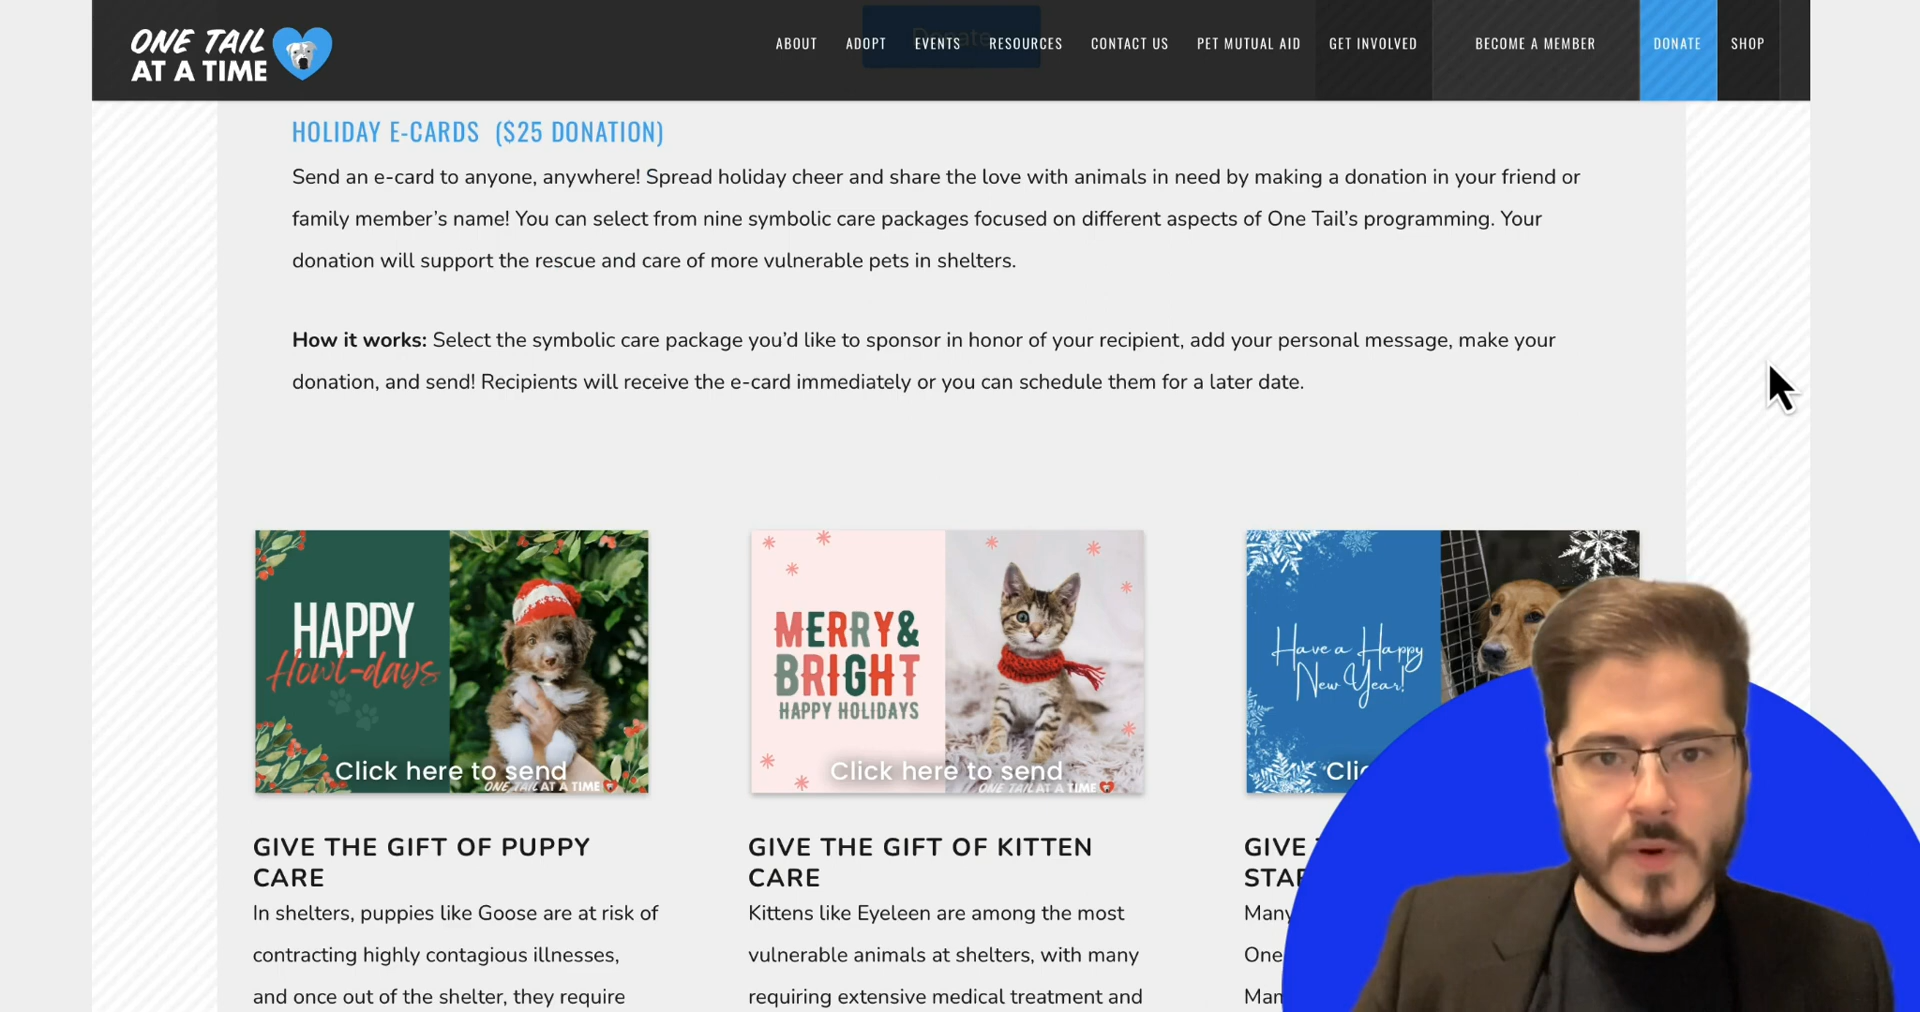 ONE TAIL
AT A TIME
ABOUT
ADOPT
EVENTS
RESOURCES
CONTACT US
PET MUTUAL AID
GET INVOLVED
BECOME A MEMBER
DONATE
SHOP
Donate
HOLIDAY E-CARDS ($25 DONATION)
Send an e-card to anyone, anywhere! Spread holiday cheer and share the love with animals in need by making a donation in your friend or
family member’s name! You can select from nine symbolic care packages focused on different aspects of One Tail’s programming. Your
donation will support the rescue and care of more vulnerable pets in shelters.
How it works: Select the symbolic care package you’d like to sponsor in honor of your recipient, add your personal message, make your
donation, and send! Recipients will receive the e-card immediately or you can schedule them for a later date.
HAPPY
Howl-days
Click here to send
ONE TAIL AT A TIME
MERRY&
BRIGHT
HAPPY HOLIDAYS
Click here to send
ONE TAIL AT A TIME
Have a Happy
New Year!
GIVE THE GIFT OF PUPPY
CARE
In shelters, puppies like Goose are at risk of
contracting highly contagious illnesses,
and once out of the shelter, they require
GIVE THE GIFT OF KITTEN
CARE
Kittens like Eyeleen are among the most
vulnerable animals at shelters, with many
requiring extensive medical treatment and
GIVE
Many
One